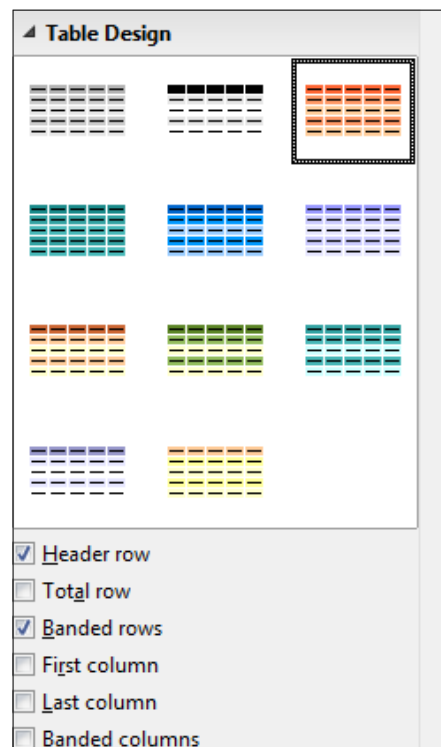 Table Design
Header row
Total row
Banded rows
First column
Last column
Banded columns